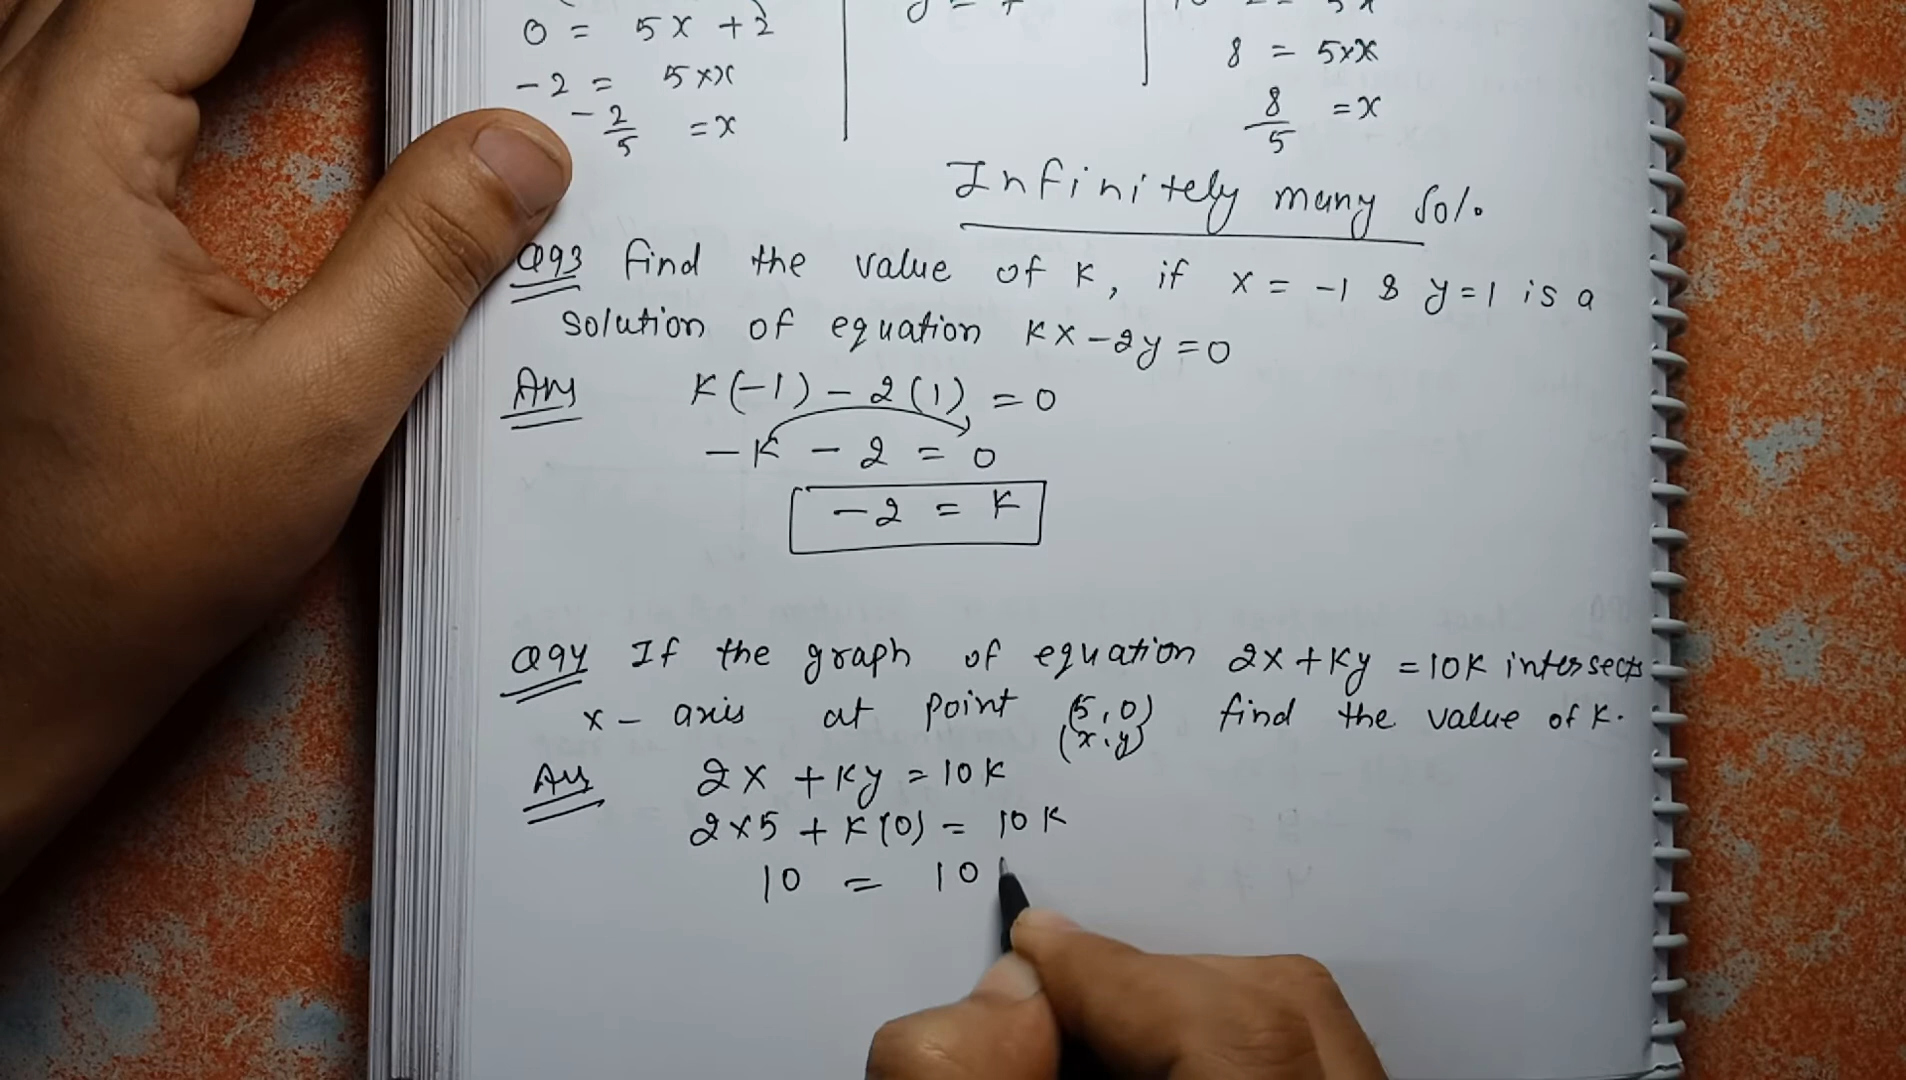 0 = 5x + 2
-2 = 5×x
-2/5 = x
8 = 5×x
8/5 = x
Infinitely many Sol.
Q93 find the value of K, if x = -1 & y=1 is a
solution of equation Kx-2y=0
Ans K(-1) - 2(1) = 0
-K - 2 = 0
-2 = K
Q94 If the graph of equation 2x+Ky = 10K intersects
x- axis at point (5,0) find the value of K.
(x,y)
Ans 2x + Ky = 10K
2×5 + K(0) = 10K
10 = 10